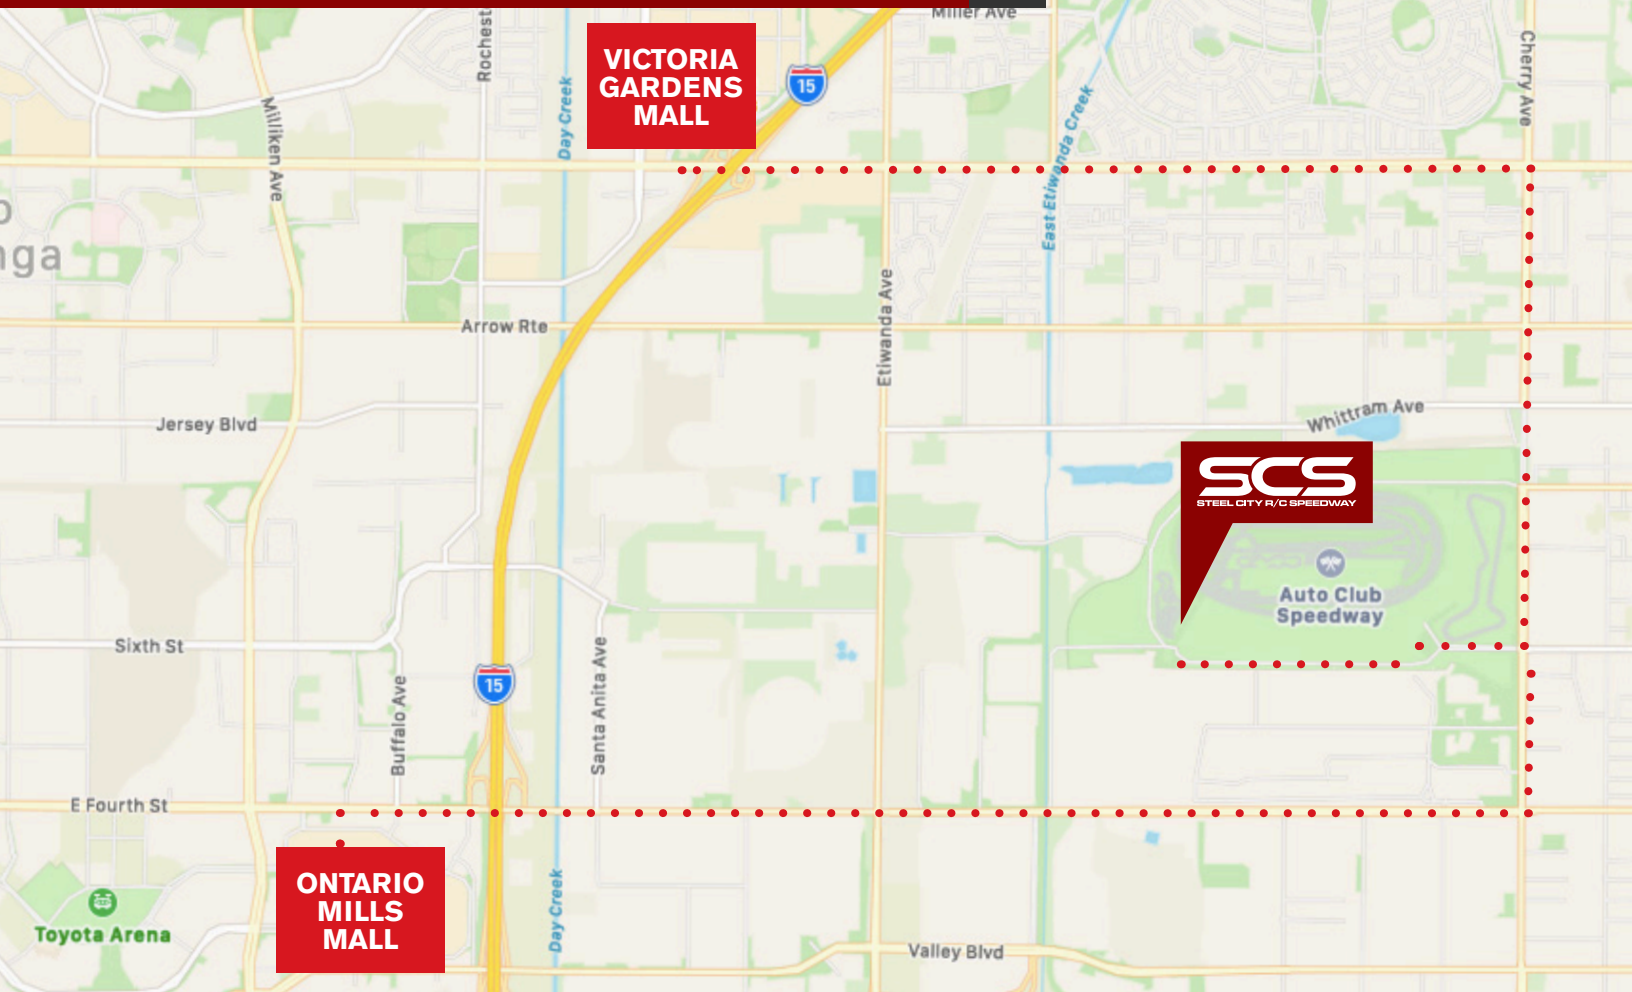 Miller Ave
Rochest
VICTORIA
GARDENS
MALL
15
Cherry Ave
Milliken Ave
Day Creek
East Etiwanda Creek
nga
Etiwanda Ave
Arrow Rte
Jersey Blvd
Whittram Ave
SCS
STEEL CITY R/C SPEEDWAY
Auto Club
Speedway
Sixth St
15
Buffalo Ave
Santa Anita Ave
E Fourth St
ONTARIO
MILLS
MALL
Toyota Arena
Day Creek
Valley Blvd